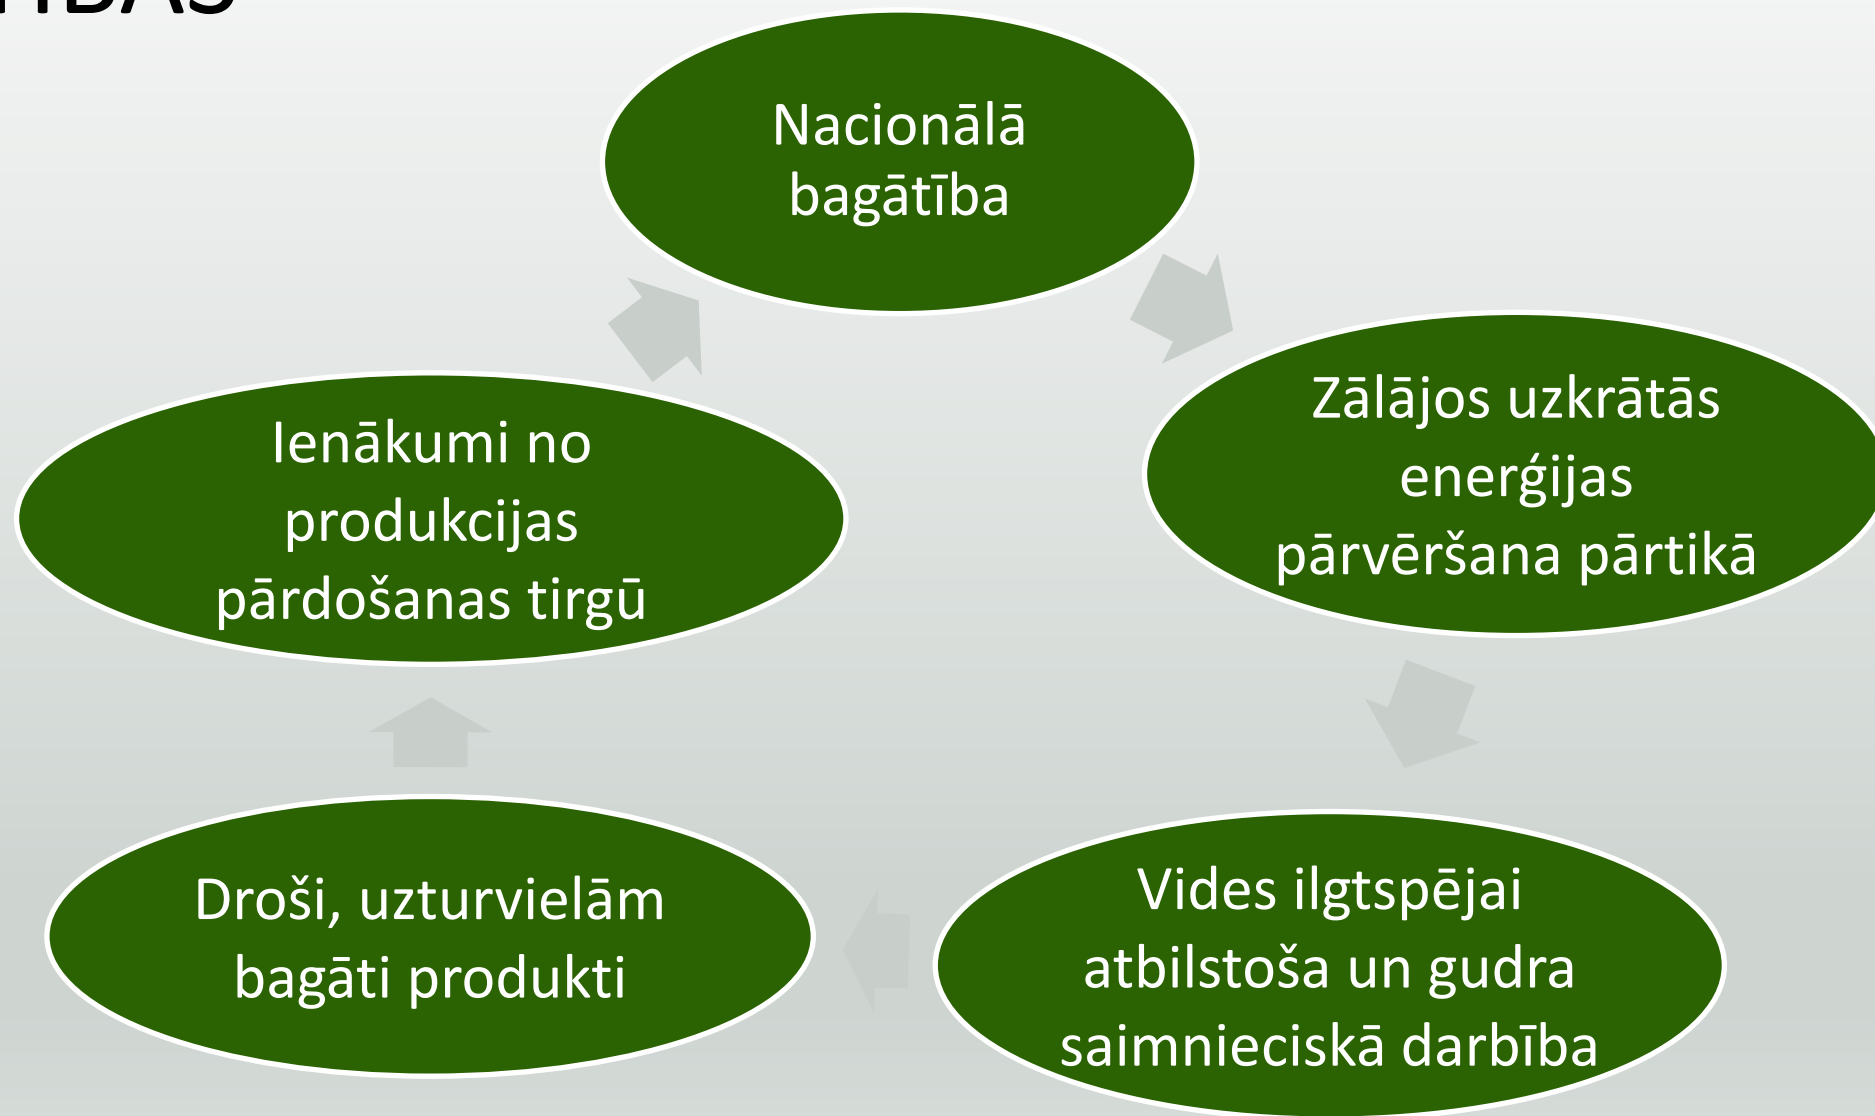 Nacionālā
bagātība
Zālājos uzkrātās
enerģijas
pārvēršana pārtikā
Vides ilgtspējai
atbilstoša un gudra
saimnieciskā darbība
Droši, uzturvielām
bagāti produkti
Ienākumi no
produkcijas
pārdošanas tirgū